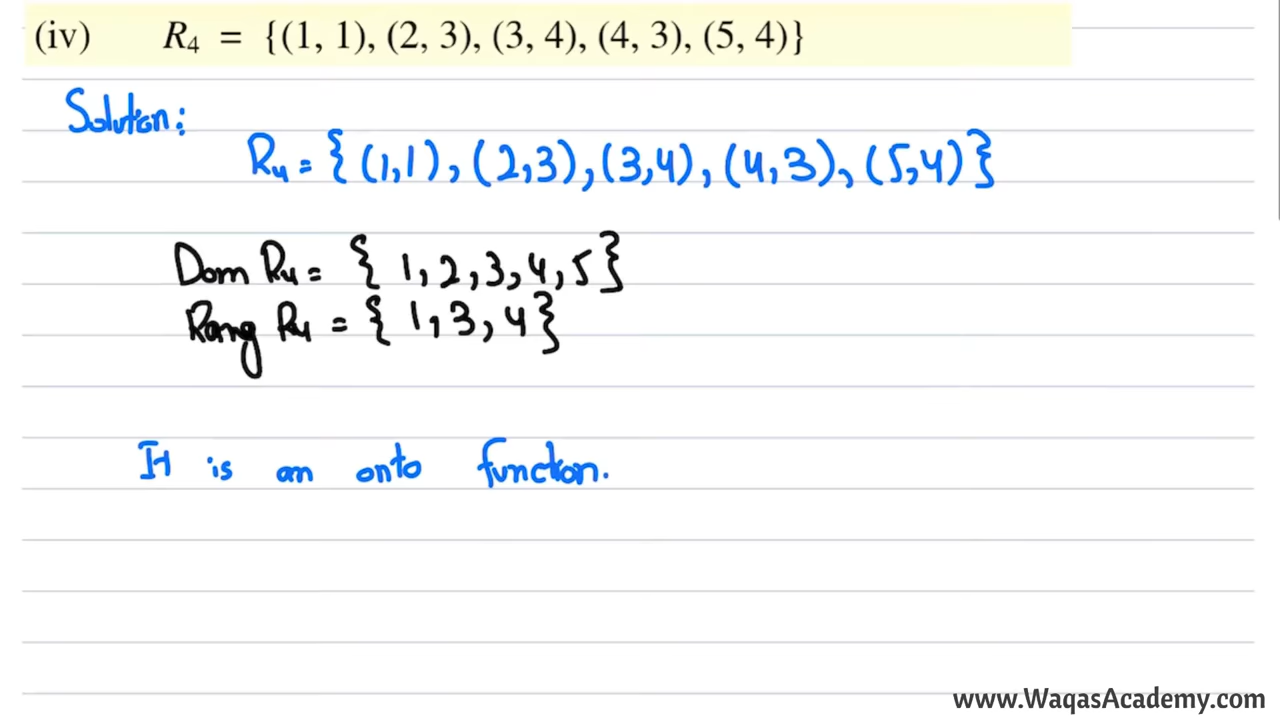 (iv) R₄ = {(1, 1), (2, 3), (3, 4), (4, 3), (5, 4)}
Solution:
R₄ = {(1,1), (2,3), (3,4), (4,3), (5,4)}
Dom R₄ = { 1, 2, 3, 4, 5}
Rang R₄ = { 1, 3, 4}
It is an onto function.
www.WaqasAcademy.com